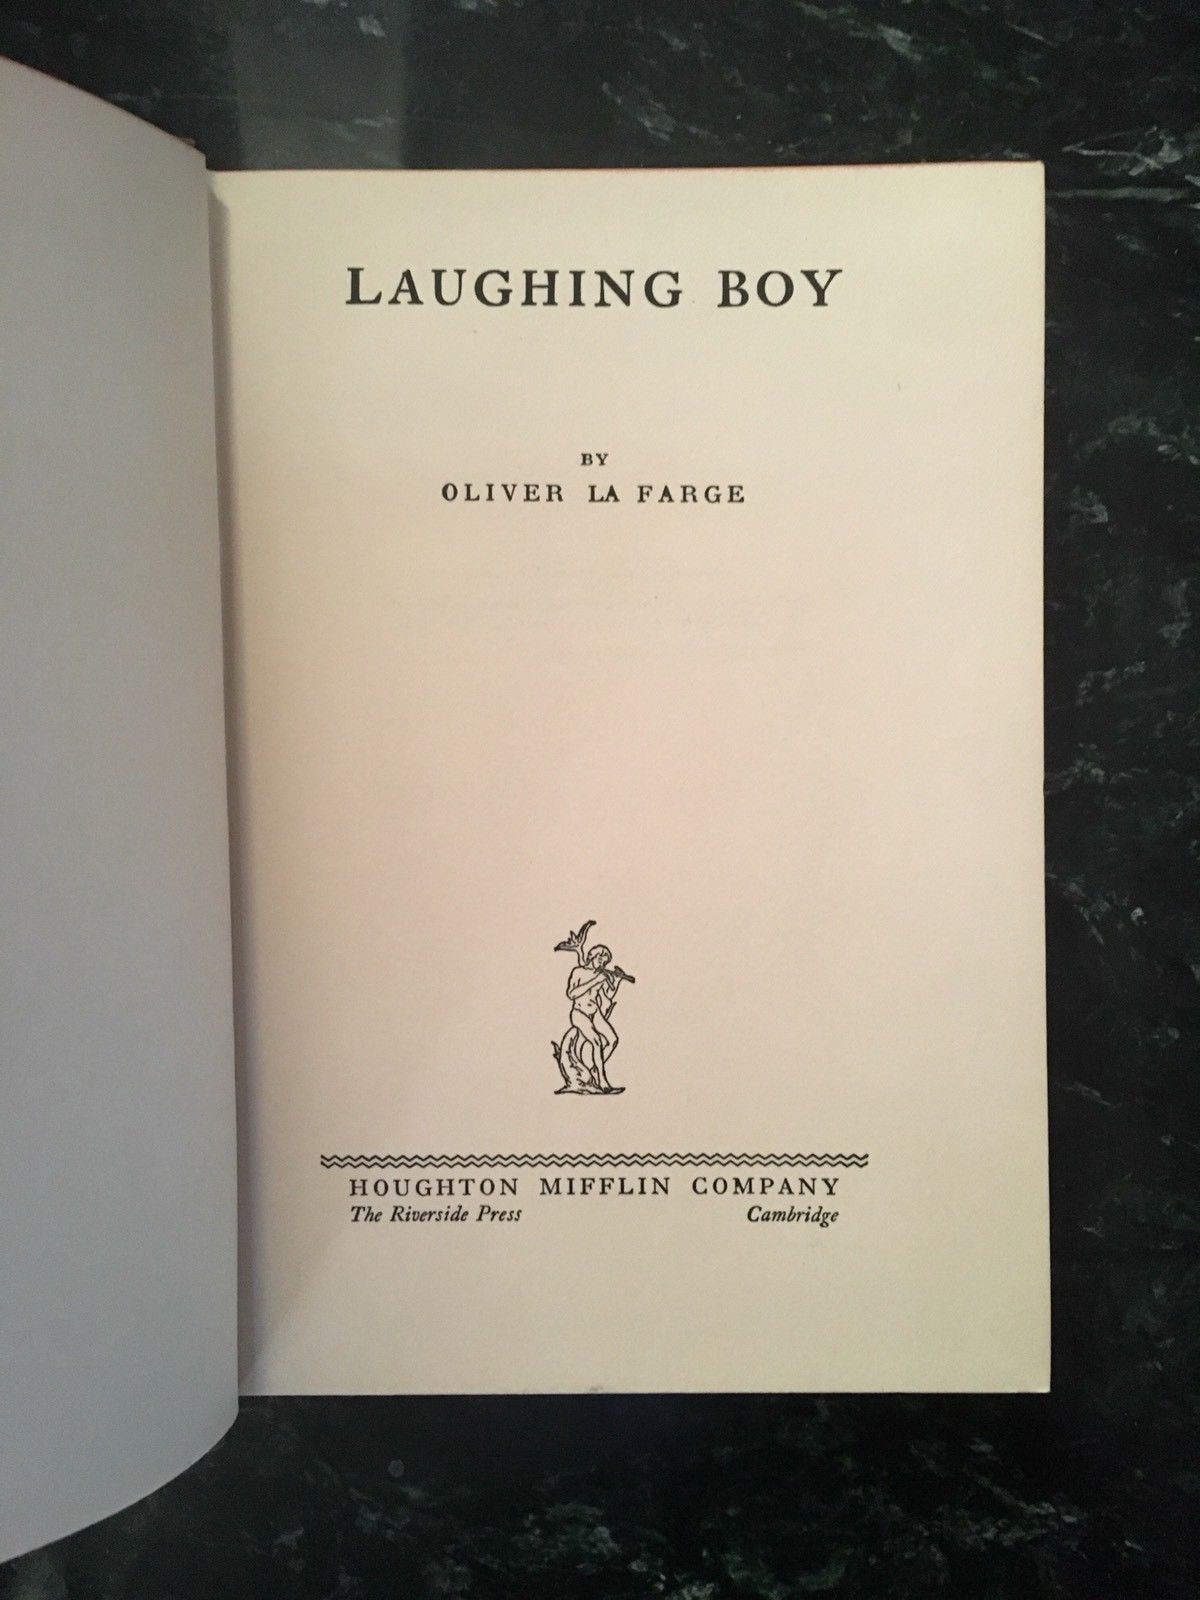 LAUGHING BOY
BY
OLIVER LA FARGE
HOUGHTON MIFFLIN COMPANY
The Riverside Press Cambridge